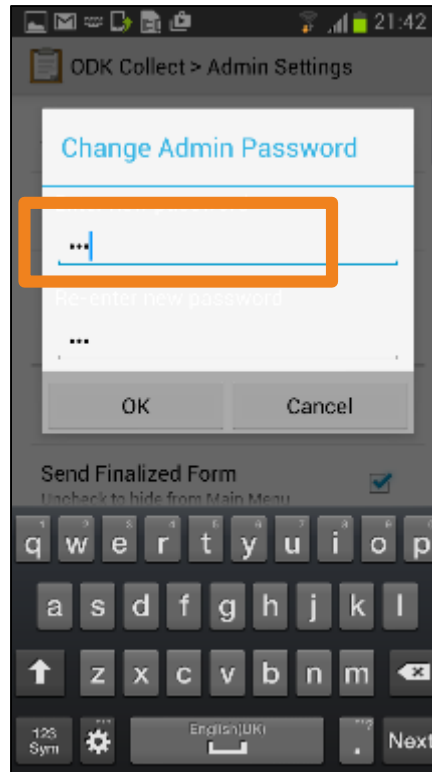 21:42
ODK Collect > Admin Settings
Change Admin Password
•••
Re-enter new password
•••
OK Cancel
Send Finalized Form
Uncheck to hide from Main Menu
q w e r t y u i o p
a s d f g h j k l
z x c v b n m
123
Sym
English(UK)
. Next